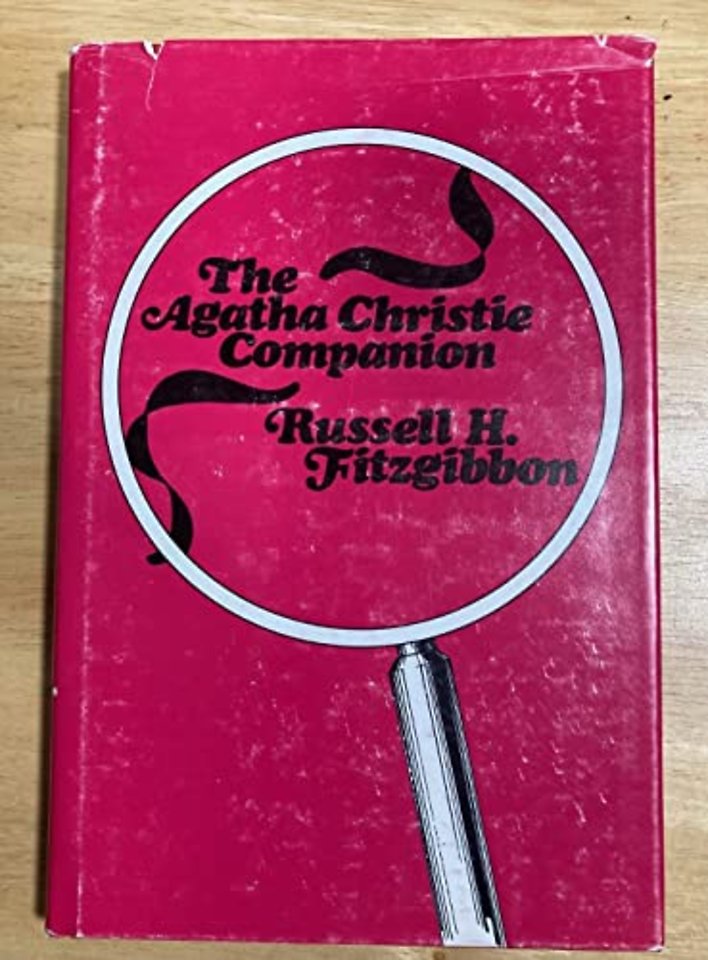 The
Agatha Christie
Companion
Russell H.
Fitzgibbon